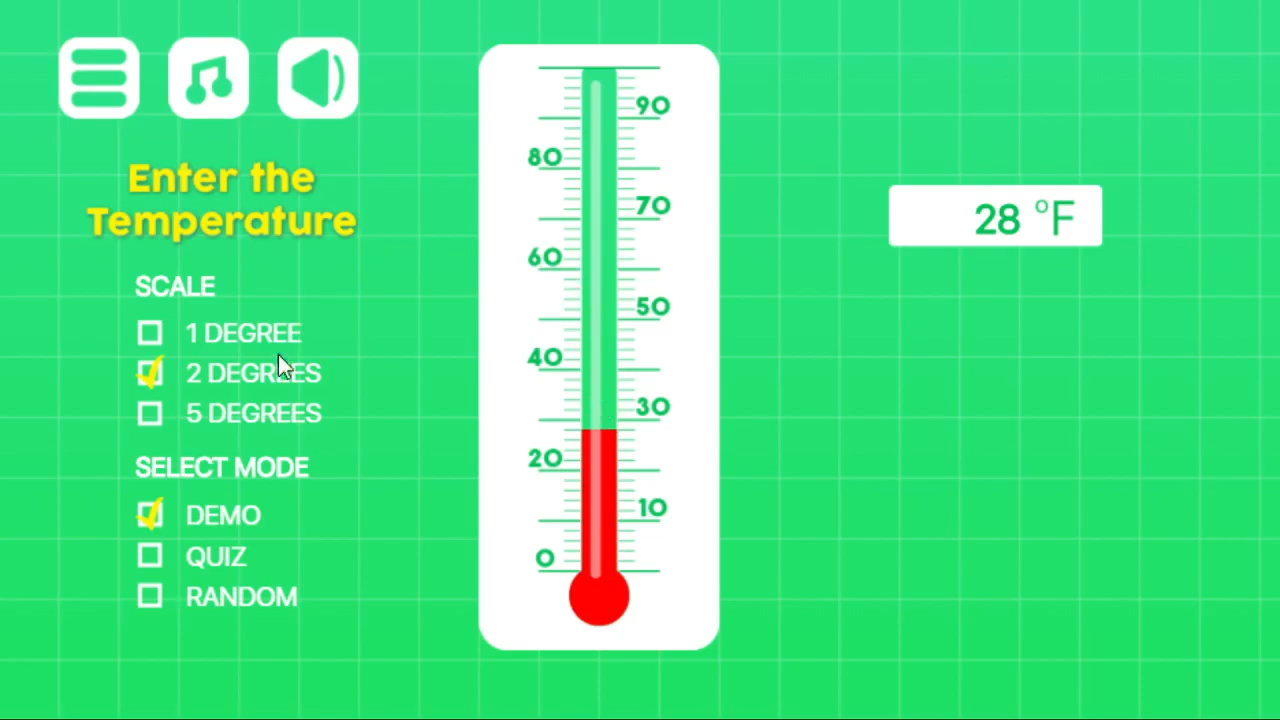 Enter the
Temperature
SCALE
1 DEGREE
2 DEGREES
5 DEGREES
SELECT MODE
DEMO
QUIZ
RANDOM
90
80
70
60
50
40
30
20
10
0
28 °F